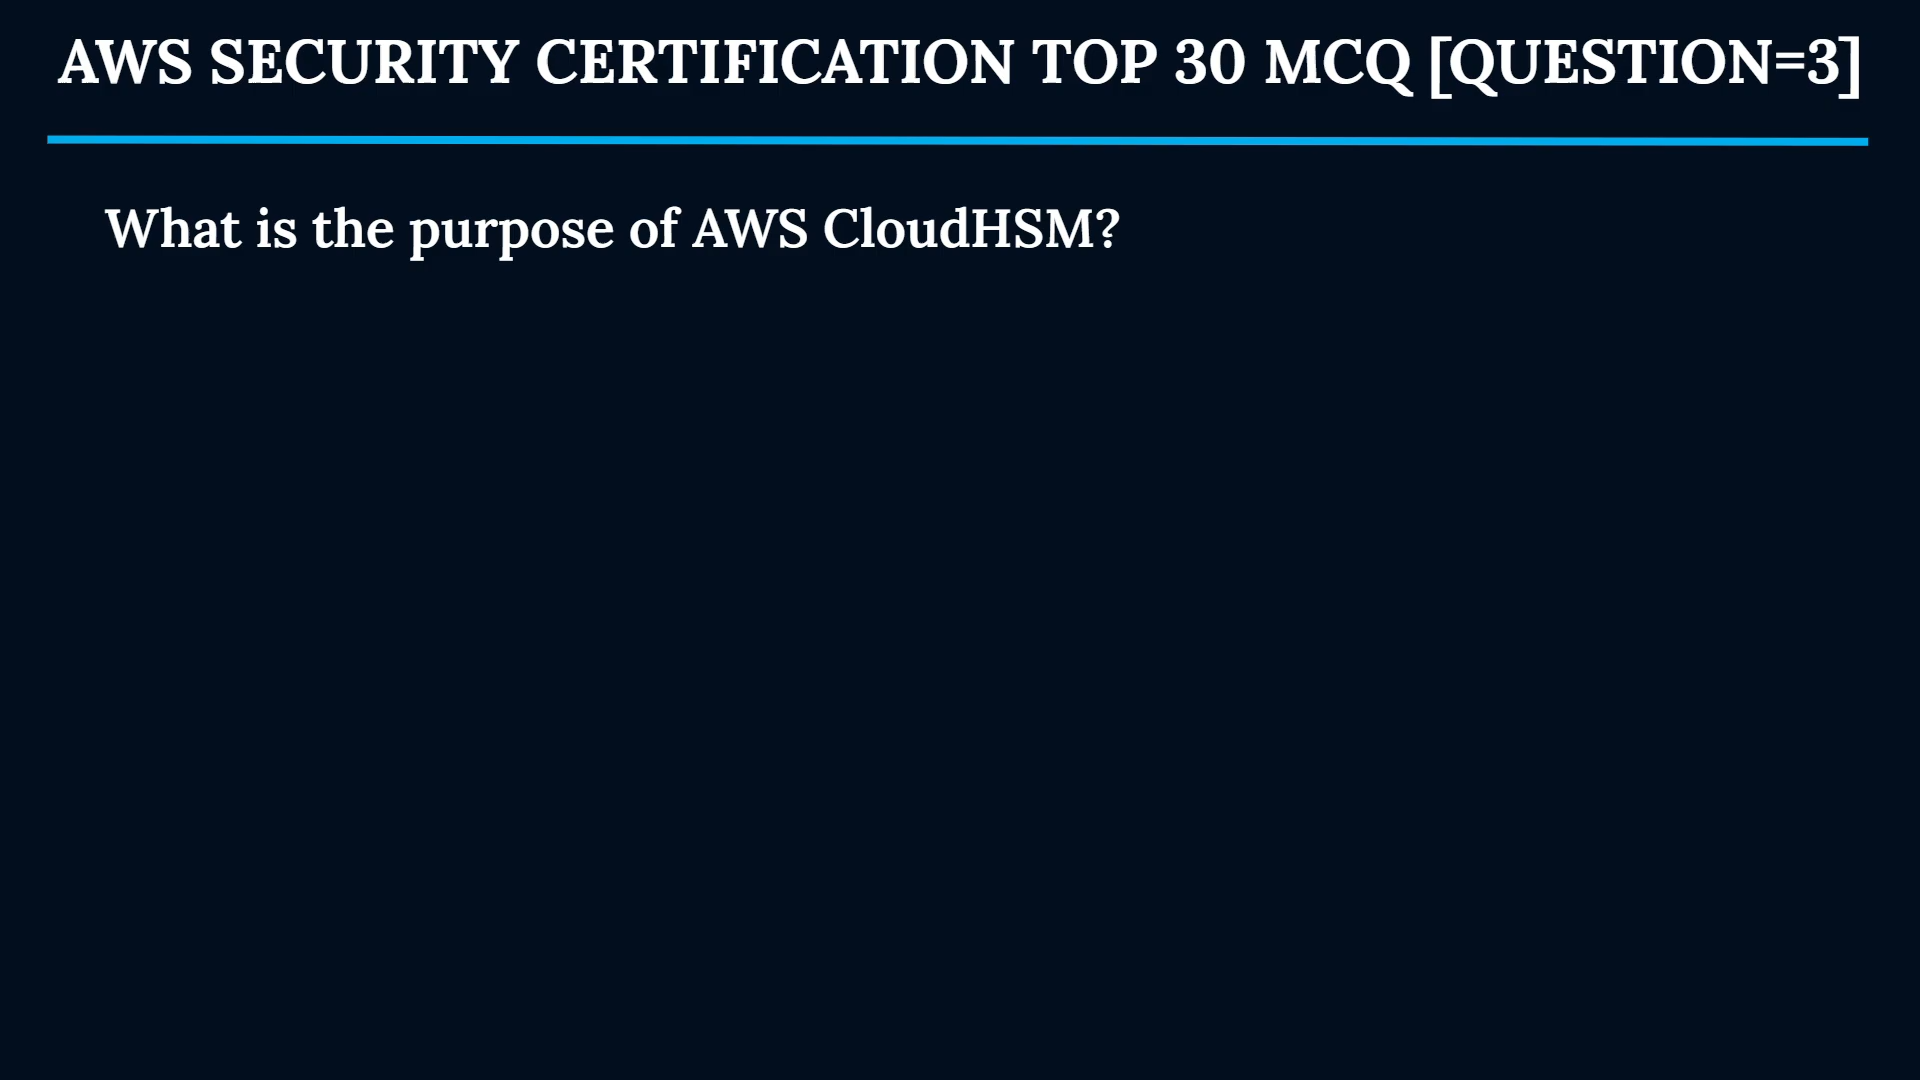 AWS SECURITY CERTIFICATION TOP 30 MCQ [QUESTION=3]
What is the purpose of AWS CloudHSM?